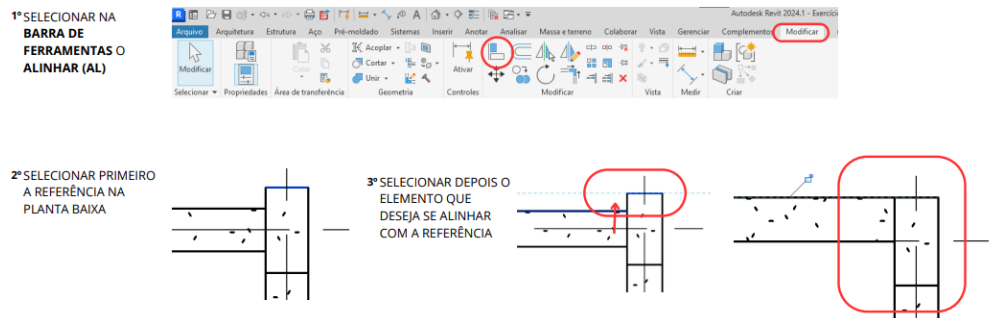 1º SELECIONAR NA
BARRA DE
FERRAMENTAS O
ALINHAR (AL)
Autodesk Revit 2024.1 - Exercíci
Arquivo Arquitetura Estrutura Aço Pré-moldado Sistemas Inserir Anotar Analisar Massa e terreno Colaborar Vista Gerenciar Complementos Modificar
Modificar
Colar
Acoplar
Cortar
Unir
Ativar
Selecionar Propriedades Área de transferência Geometria Controles Modificar Vista Medir Criar
2º SELECIONAR PRIMEIRO
A REFERÊNCIA NA
PLANTA BAIXA
3º SELECIONAR DEPOIS O
ELEMENTO QUE
DESEJA SE ALINHAR
COM A REFERÊNCIA